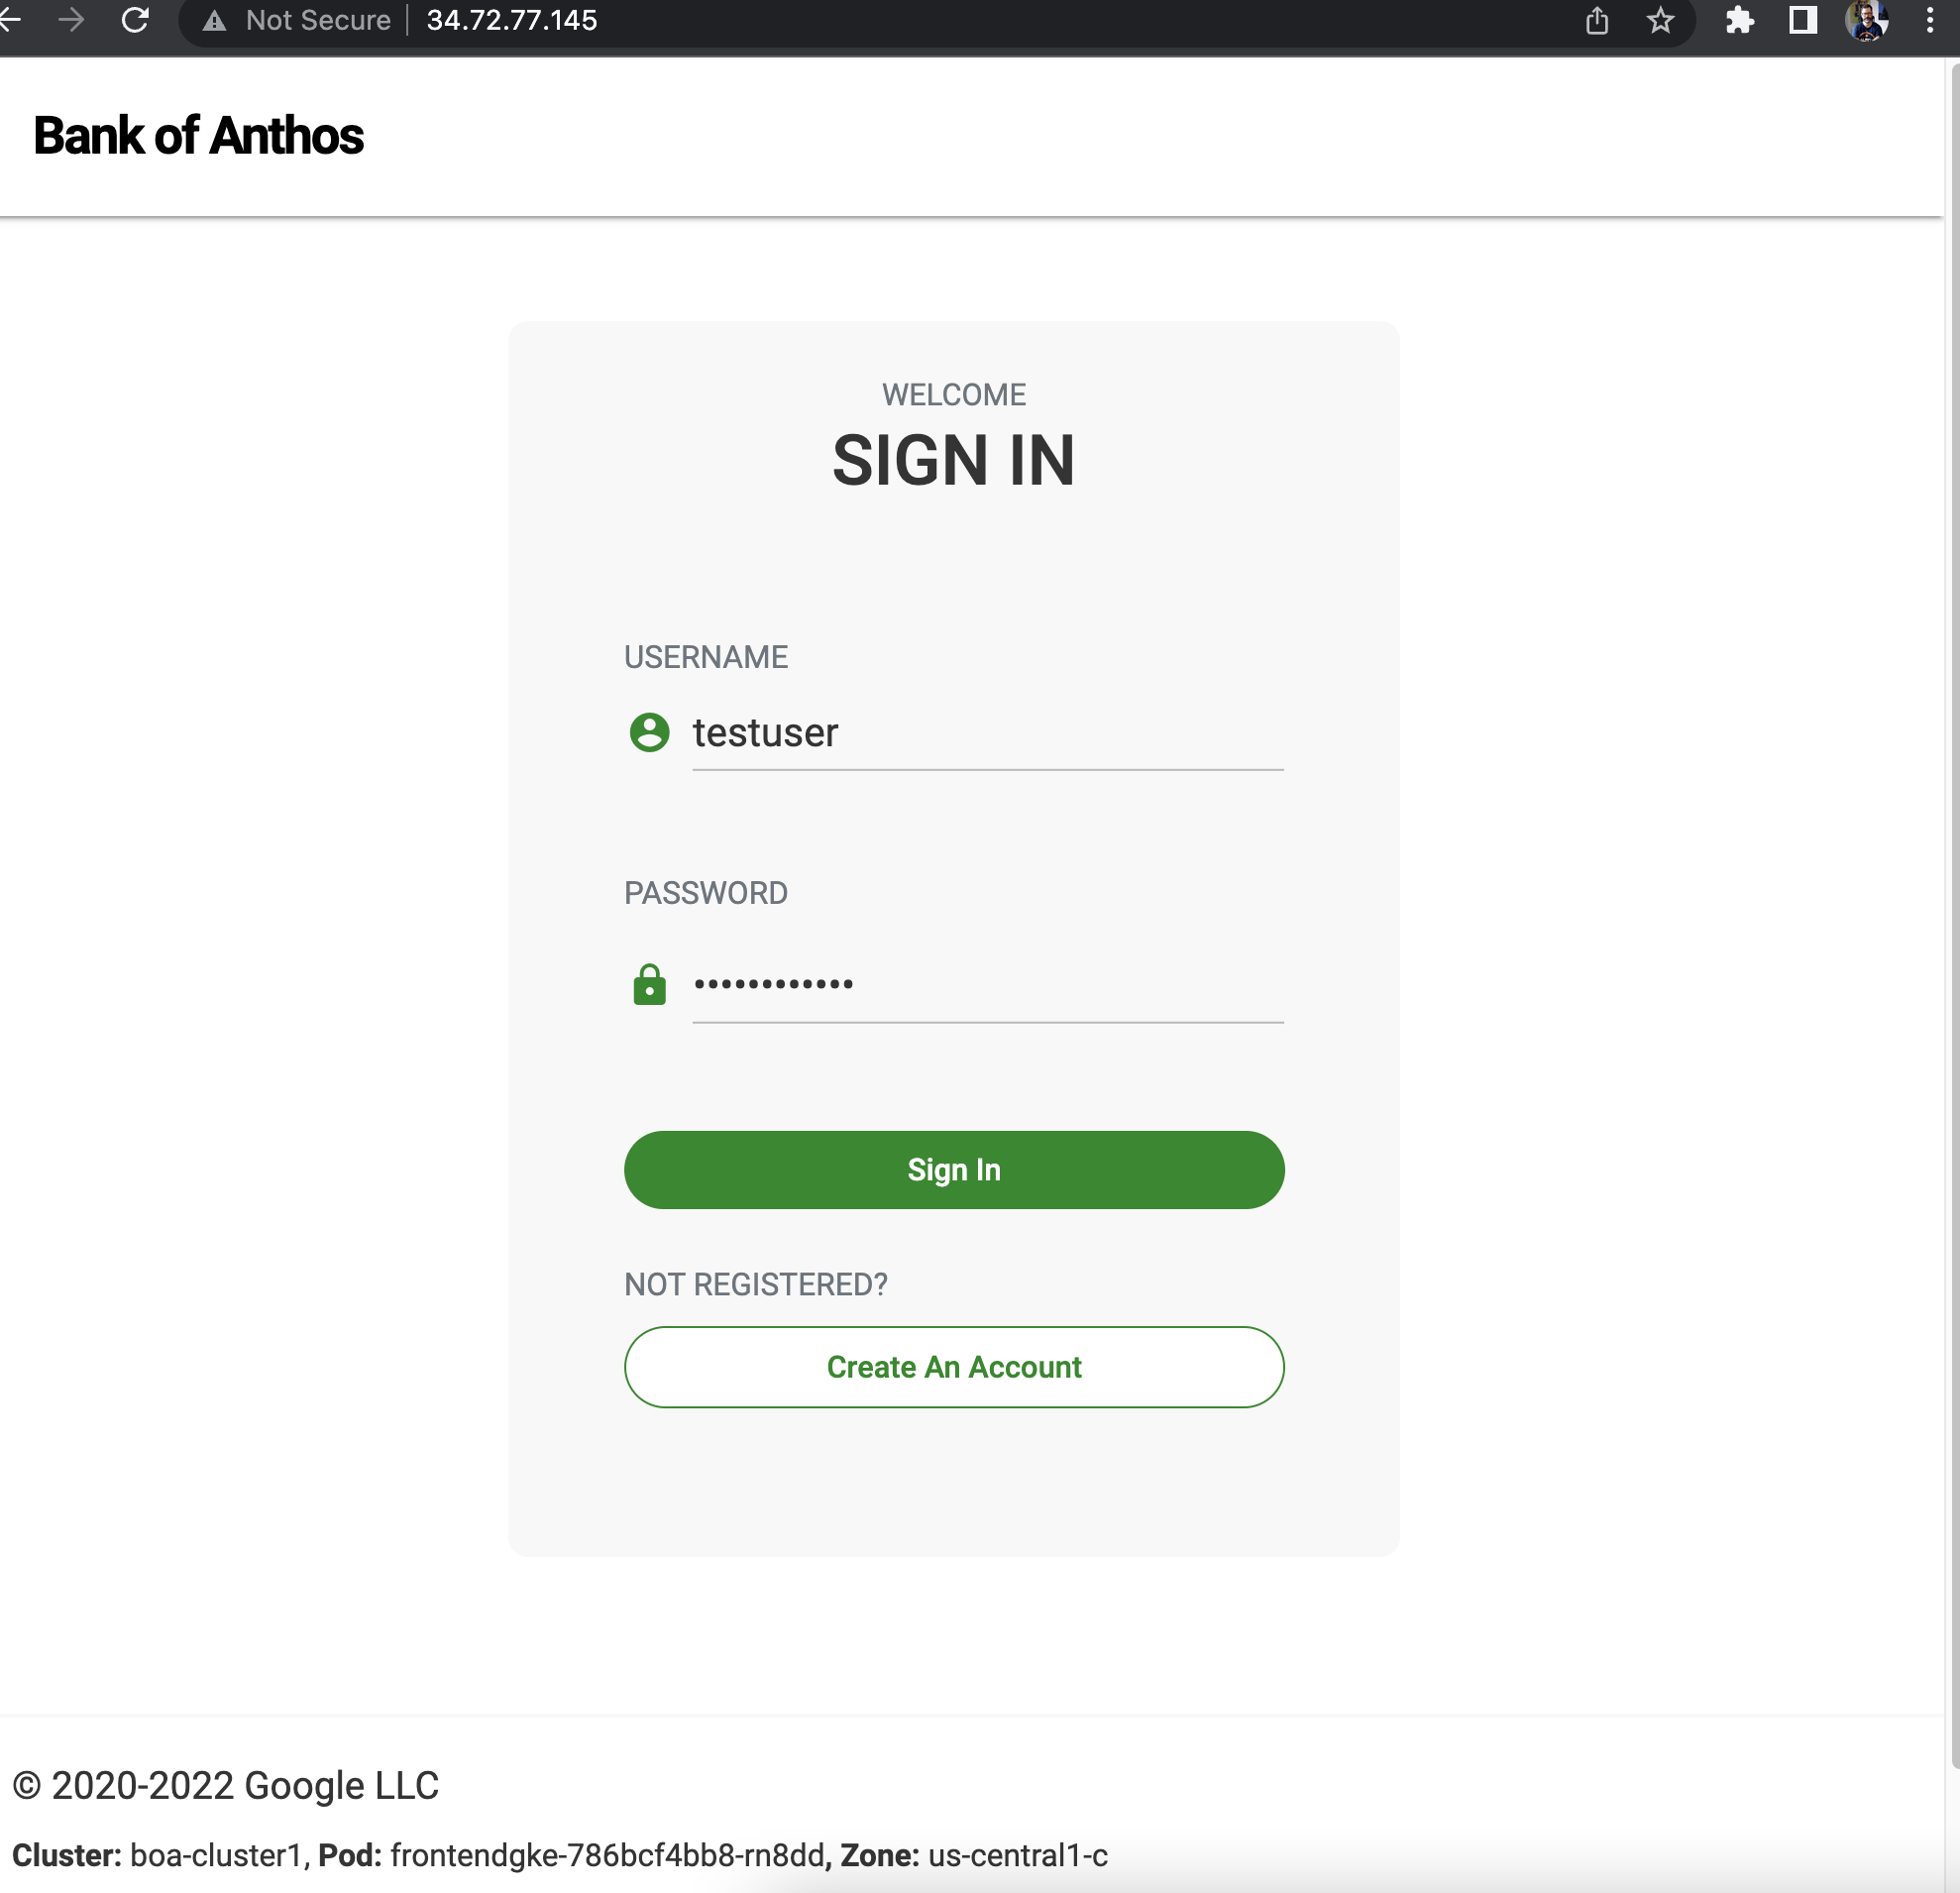 Not Secure | 34.72.77.145
Bank of Anthos
WELCOME
SIGN IN
USERNAME
testuser
PASSWORD
••••••••••••
Sign In
NOT REGISTERED?
Create An Account
© 2020-2022 Google LLC
Cluster: boa-cluster1, Pod: frontendgke-786bcf4bb8-rn8dd, Zone: us-central1-c